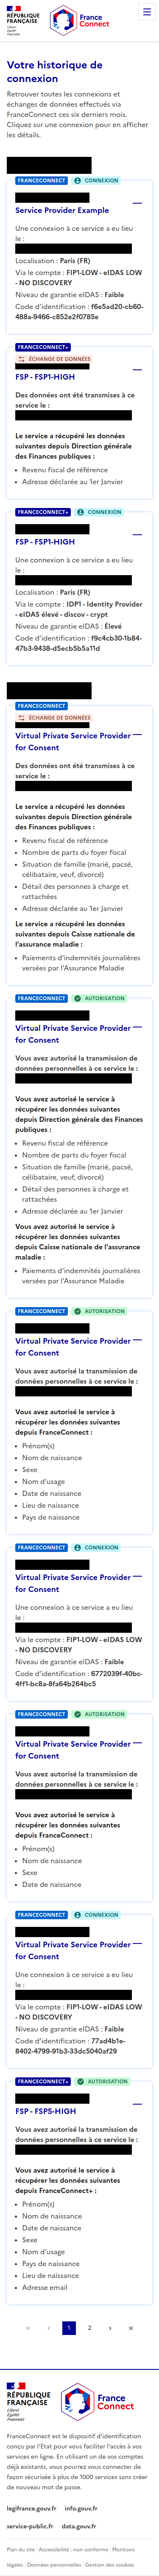 RÉPUBLIQUE
FRANÇAISE
Liberté
Égalité
Fraternité
France
Connect
Votre historique de
connexion
Retrouver toutes les connexions et
échanges de données effectués via
FranceConnect ces six derniers mois.
Cliquez sur une connexion pour en afficher
les détails.
FRANCECONNECT CONNEXION
Service Provider Example
Une connexion à ce service a eu lieu
le :
Localisation : Paris (FR)
Via le compte : FIP1-LOW - eIDAS LOW
- NO DISCOVERY
Niveau de garantie eIDAS : Faible
Code d’identification : f6e5ad20-cb60-
488a-9466-c852e2f0785e
FRANCECONNECT+
ÉCHANGE DE DONNÉES
FSP - FSP1-HIGH
Des données ont été transmises à ce
service le :
Le service a récupéré les données
suivantes depuis Direction générale
des Finances publiques :
Revenu fiscal de référence
Adresse déclarée au 1er Janvier
FRANCECONNECT+ CONNEXION
FSP - FSP1-HIGH
Une connexion à ce service a eu lieu
le :
Localisation : Paris (FR)
Via le compte : IDP1 - Identity Provider
- eIDAS élevé - discov - crypt
Niveau de garantie eIDAS : Élevé
Code d’identification : f9c4cb30-1b84-
47b3-9438-d5ecb5b5a11d
FRANCECONNECT
ÉCHANGE DE DONNÉES
Virtual Private Service Provider
for Consent
Des données ont été transmises à ce
service le :
Le service a récupéré les données
suivantes depuis Direction générale
des Finances publiques :
Revenu fiscal de référence
Nombre de parts du foyer fiscal
Situation de famille (marié, pacsé,
célibataire, veuf, divorcé)
Détail des personnes à charge et
rattachées
Adresse déclarée au 1er Janvier
Le service a récupéré les données
suivantes depuis Caisse nationale de
l’assurance maladie :
Paiements d'indemnités journalières
versées par l'Assurance Maladie
FRANCECONNECT AUTORISATION
Virtual Private Service Provider
for Consent
Vous avez autorisé la transmission de
données personnelles à ce service le :
Vous avez autorisé le service à
récupérer les données suivantes
depuis Direction générale des Finances
publiques :
Revenu fiscal de référence
Nombre de parts du foyer fiscal
Situation de famille (marié, pacsé,
célibataire, veuf, divorcé)
Détail des personnes à charge et
rattachées
Adresse déclarée au 1er Janvier
Vous avez autorisé le service à
récupérer les données suivantes
depuis Caisse nationale de l’assurance
maladie :
Paiements d'indemnités journalières
versées par l'Assurance Maladie
FRANCECONNECT AUTORISATION
Virtual Private Service Provider
for Consent
Vous avez autorisé la transmission de
données personnelles à ce service le :
Vous avez autorisé le service à
récupérer les données suivantes
depuis FranceConnect :
Prénom(s)
Nom de naissance
Sexe
Nom d'usage
Date de naissance
Lieu de naissance
Pays de naissance
FRANCECONNECT CONNEXION
Virtual Private Service Provider
for Consent
Une connexion à ce service a eu lieu
le :
Via le compte : FIP1-LOW - eIDAS LOW
- NO DISCOVERY
Niveau de garantie eIDAS : Faible
Code d’identification : 6772039f-40bc-
4ff1-bc8a-8fa64b264bc5
FRANCECONNECT AUTORISATION
Virtual Private Service Provider
for Consent
Vous avez autorisé la transmission de
données personnelles à ce service le :
Vous avez autorisé le service à
récupérer les données suivantes
depuis FranceConnect :
Prénom(s)
Nom de naissance
Sexe
Date de naissance
FRANCECONNECT CONNEXION
Virtual Private Service Provider
for Consent
Une connexion à ce service a eu lieu
le :
Via le compte : FIP1-LOW - eIDAS LOW
- NO DISCOVERY
Niveau de garantie eIDAS : Faible
Code d’identification : 77ad4b1e-
8402-4799-91b3-33dc5040af29
FRANCECONNECT+ AUTORISATION
FSP - FSP5-HIGH
Vous avez autorisé la transmission de
données personnelles à ce service le :
Vous avez autorisé le service à
récupérer les données suivantes
depuis FranceConnect+ :
Prénom(s)
Nom de naissance
Date de naissance
Sexe
Nom d'usage
Pays de naissance
Lieu de naissance
Adresse email
1 2
RÉPUBLIQUE
FRANÇAISE
Liberté
Égalité
Fraternité
France
Connect
FranceConnect est le dispositif d’identification
conçu par l’État pour vous faciliter l’accès à vos
services en ligne. En utilisant un de vos comptes
déjà existants, vous pourrez vous connecter de
façon sécurisée à plus de 1000 services sans créer
de nouveau mot de passe.
legifrance.gouv.fr info.gouv.fr
service-public.fr data.gouv.fr
Plan du site Accessibilité : non conforme Mentions
légales Données personnelles Gestion des cookies